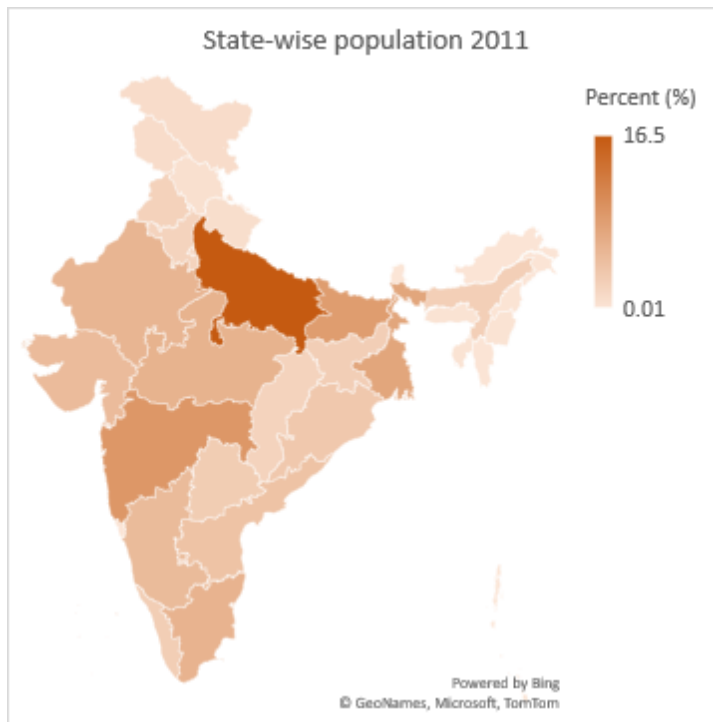 State-wise population 2011
Percent (%)
16.5
0.01
Powered by Bing
© GeoNames, Microsoft, TomTom